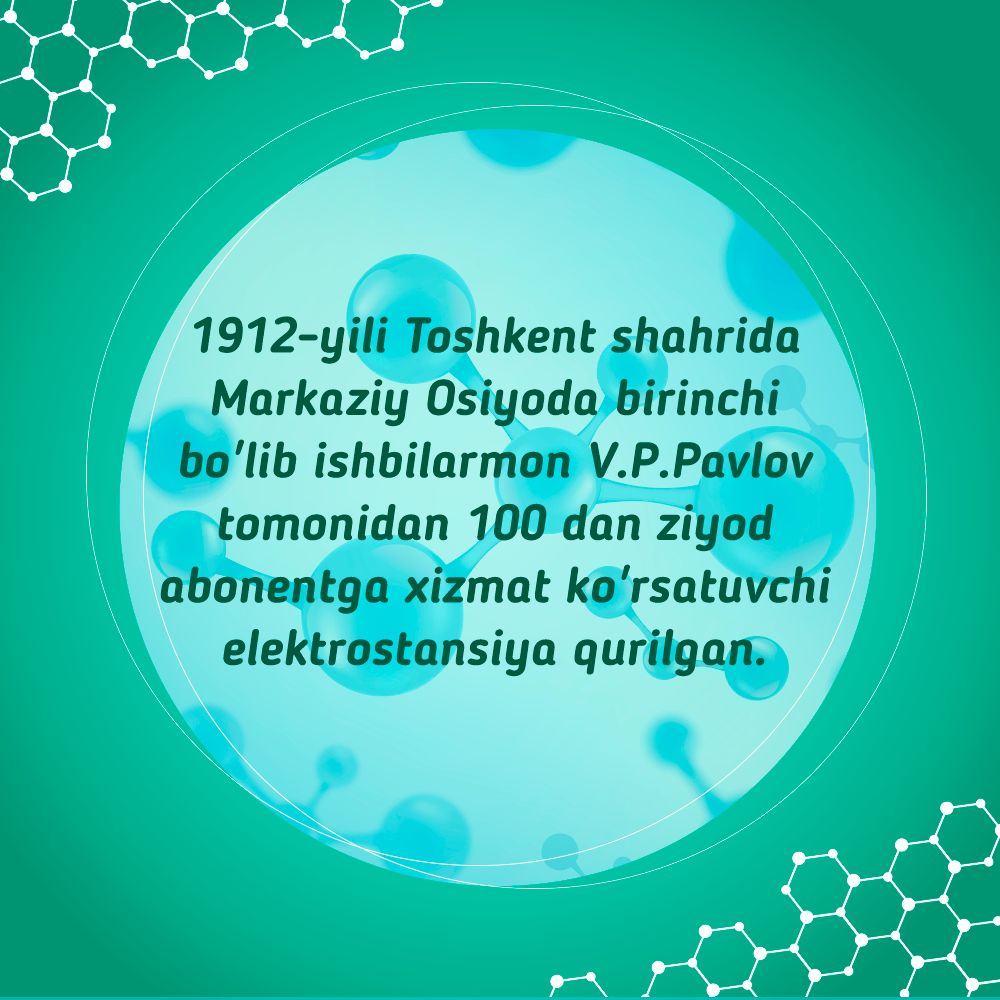 1912-yili Toshkent shahrida
Markaziy Osiyoda birinchi
bo'lib ishbilarmon V.P.Pavlov
tomonidan 100 dan ziyod
abonentga xizmat ko'rsatuvchi
elektrostansiya qurilgan.